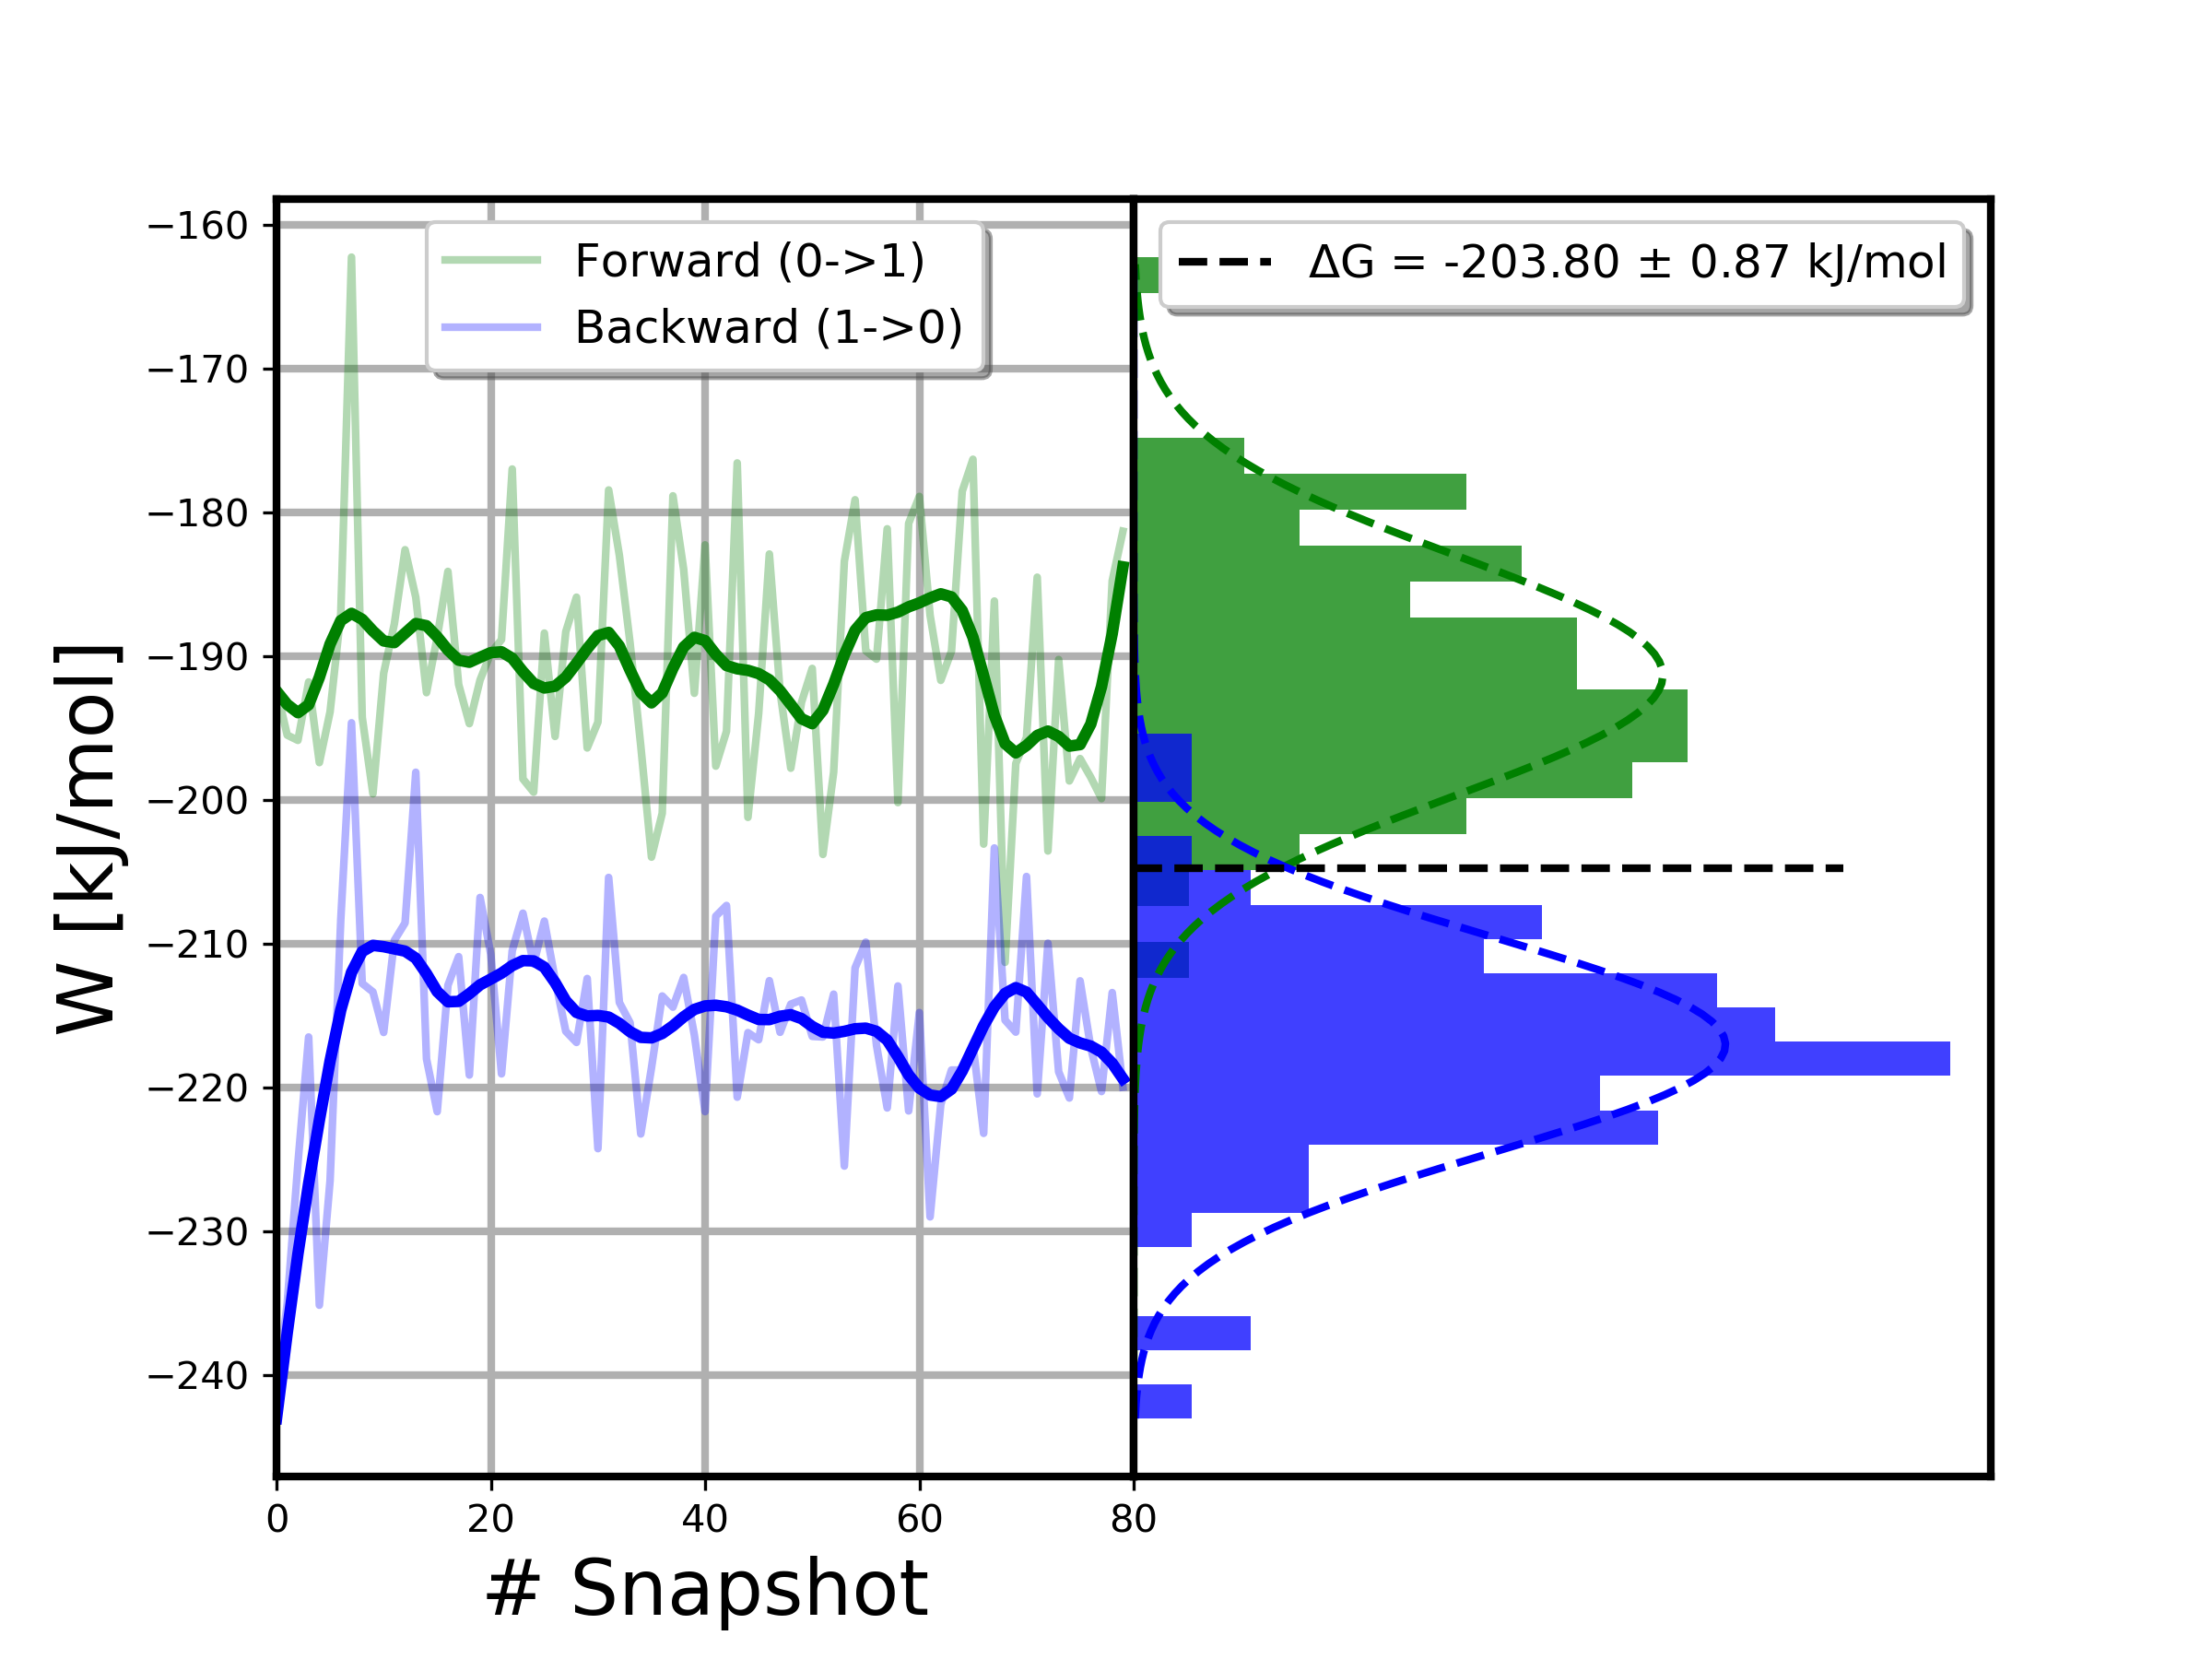 W [kJ/mol]
−160
−170
−180
−190
−200
−210
−220
−230
−240
Forward (0->1)
Backward (1->0)
ΔG = -203.80 ± 0.87 kJ/mol
0 20 40 60 80
# Snapshot